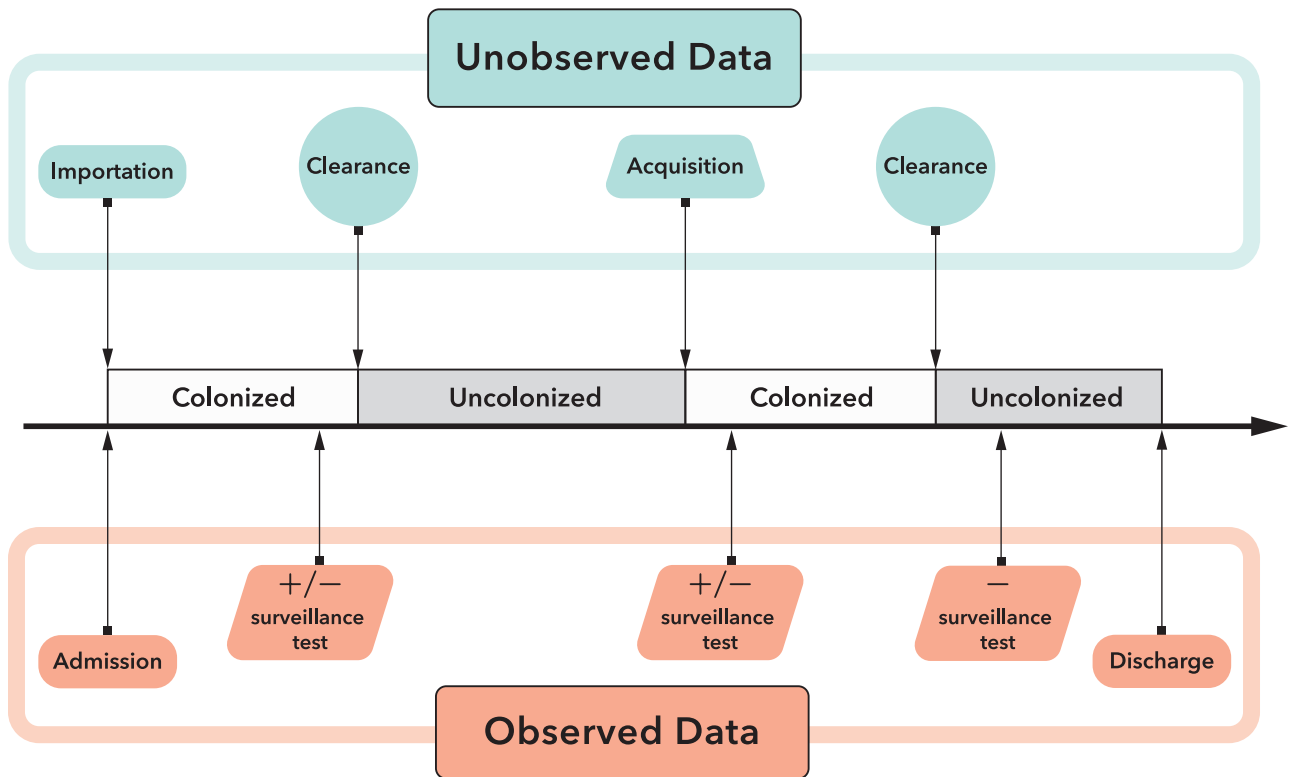 Unobserved Data
Importation
Clearance
Acquisition
Clearance
Colonized
Uncolonized
Colonized
Uncolonized
+/−
surveillance
test
+/−
surveillance
test
−
surveillance
test
Admission
Discharge
Observed Data